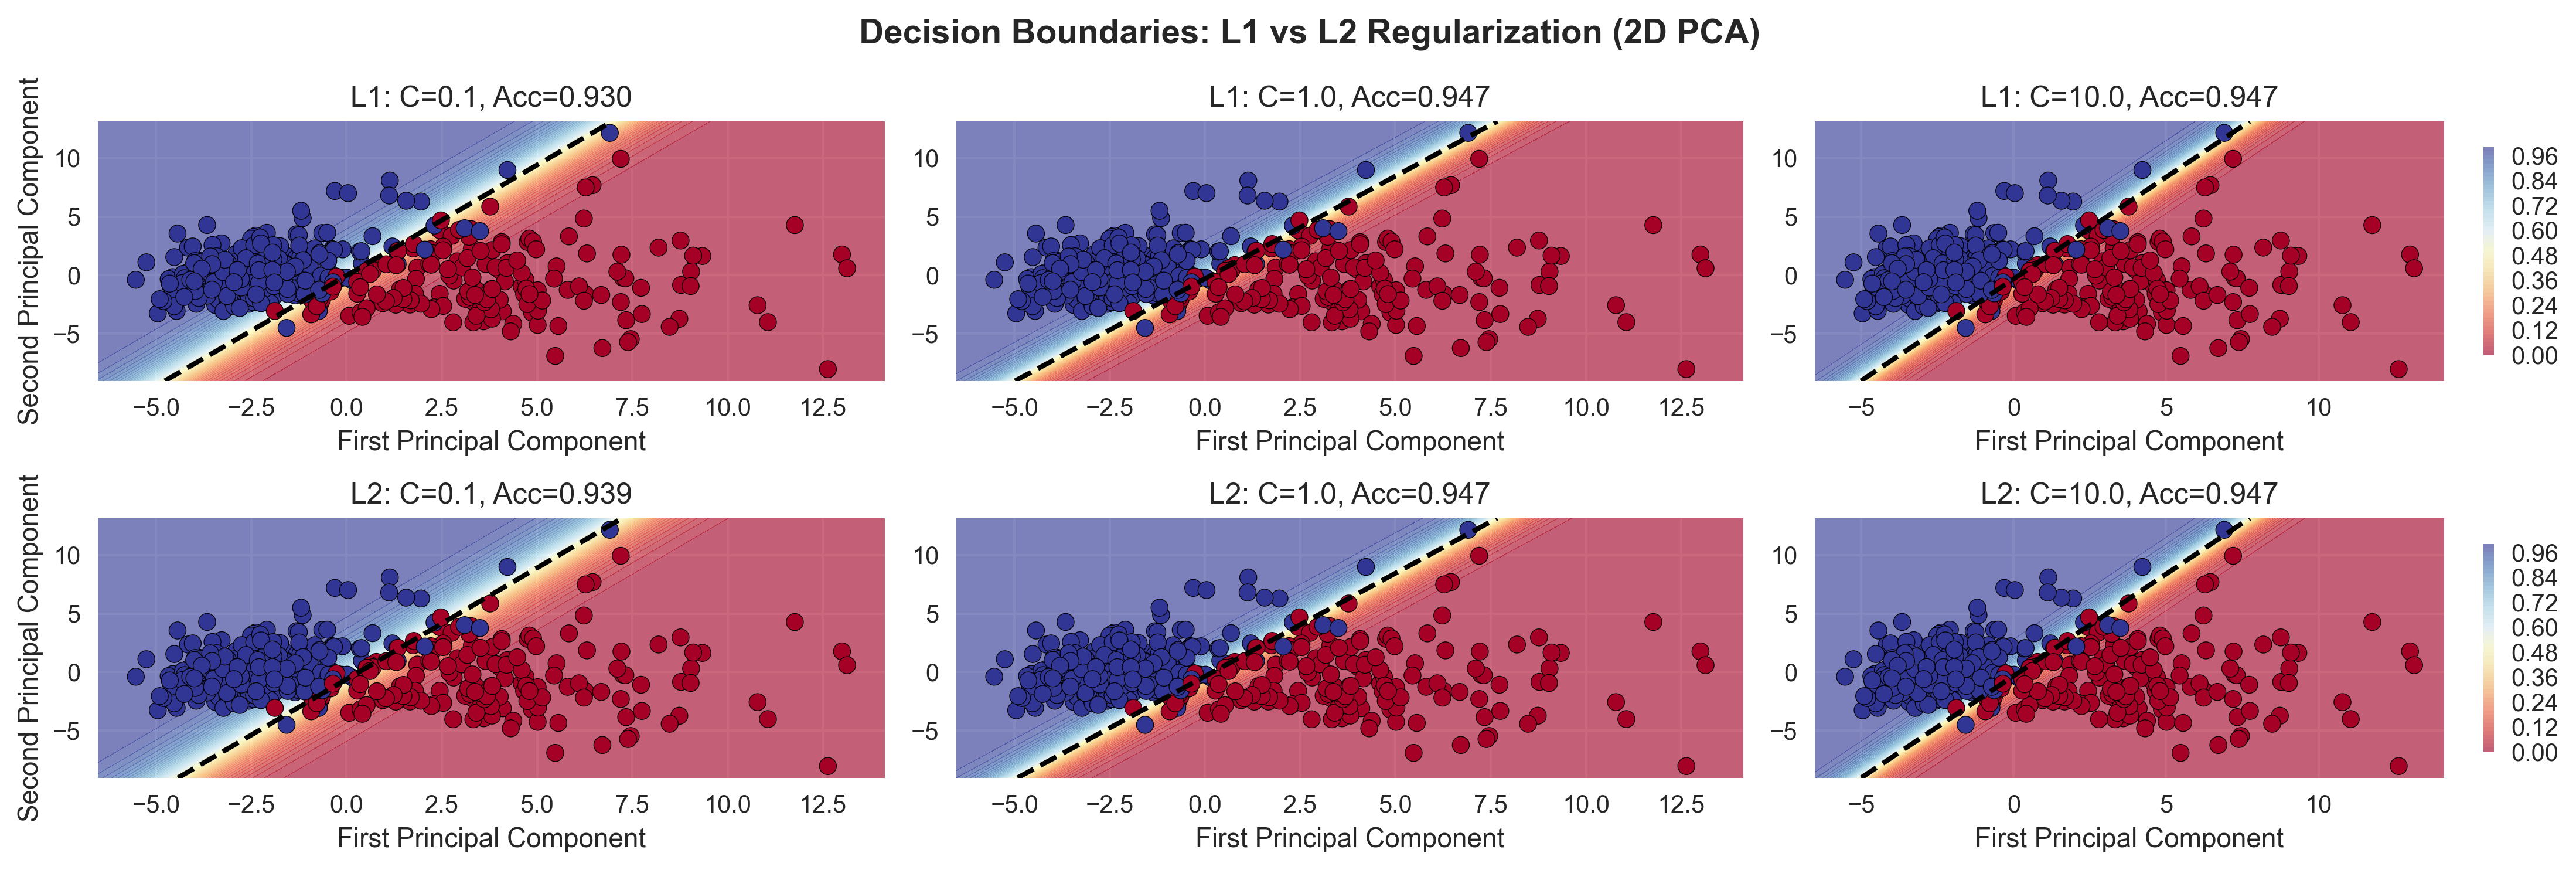 Decision Boundaries: L1 vs L2 Regularization (2D PCA)
L1: C=0.1, Acc=0.930
L1: C=1.0, Acc=0.947
L1: C=10.0, Acc=0.947
Second Principal Component
10
5
0
−5
10
5
0
−5
10
5
0
−5
0.96
0.84
0.72
0.60
0.48
0.36
0.24
0.12
0.00
−5.0 −2.5 0.0 2.5 5.0 7.5 10.0 12.5
−5.0 −2.5 0.0 2.5 5.0 7.5 10.0 12.5
−5 0 5 10
First Principal Component
First Principal Component
First Principal Component
L2: C=0.1, Acc=0.939
L2: C=1.0, Acc=0.947
L2: C=10.0, Acc=0.947
Second Principal Component
10
5
0
−5
10
5
0
−5
10
5
0
−5
0.96
0.84
0.72
0.60
0.48
0.36
0.24
0.12
0.00
−5.0 −2.5 0.0 2.5 5.0 7.5 10.0 12.5
−5.0 −2.5 0.0 2.5 5.0 7.5 10.0 12.5
−5 0 5 10
First Principal Component
First Principal Component
First Principal Component